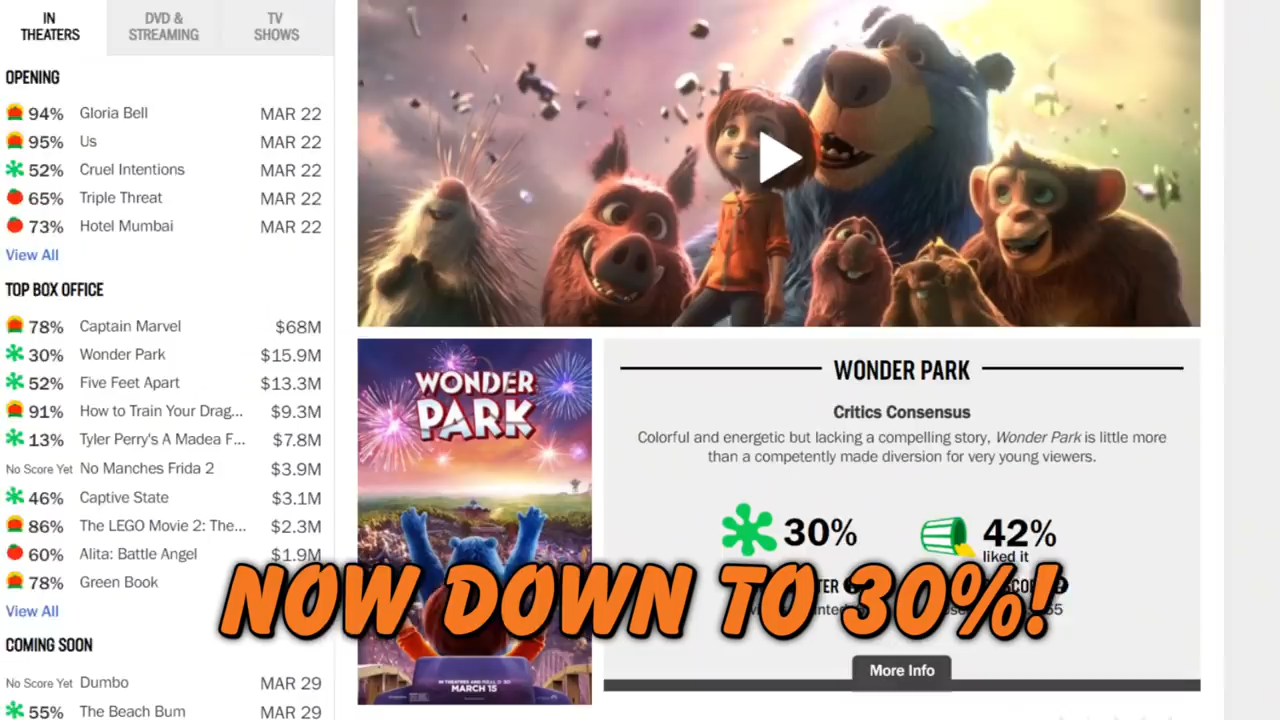 IN THEATERS
DVD & STREAMING
TV SHOWS
OPENING
94% Gloria Bell MAR 22
95% Us MAR 22
52% Cruel Intentions MAR 22
65% Triple Threat MAR 22
73% Hotel Mumbai MAR 22
View All
TOP BOX OFFICE
78% Captain Marvel $68M
30% Wonder Park $15.9M
52% Five Feet Apart $13.3M
91% How to Train Your Drag... $9.3M
13% Tyler Perry's A Madea F... $7.8M
No Score Yet No Manches Frida 2 $3.9M
46% Captive State $3.1M
86% The LEGO Movie 2: The... $2.3M
60% Alita: Battle Angel $1.9M
78% Green Book
View All
COMING SOON
No Score Yet Dumbo MAR 29
55% The Beach Bum MAR 29
WONDER
PARK
MARCH 15
WONDER PARK
Critics Consensus
Colorful and energetic but lacking a compelling story, Wonder Park is little more
than a competently made diversion for very young viewers.
30%
42%
liked it
NOW DOWN TO 30%!
More Info